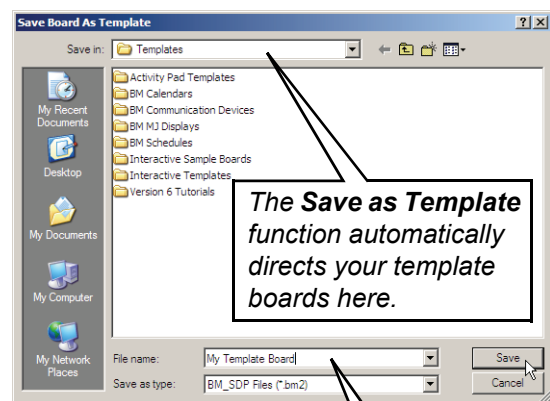 Save Board As Template
Save in: Templates
My Recent
Documents
Desktop
My Documents
My Computer
My Network
Places
Activity Pad Templates
BM Calendars
BM Communication Devices
BM MJ Displays
BM Schedules
Interactive Sample Boards
Interactive Templates
Version 6 Tutorials
The Save as Template
function automatically
directs your template
boards here.
File name: My Template Board Save
Save as type: BM_SDP Files (*.bm2) Cancel